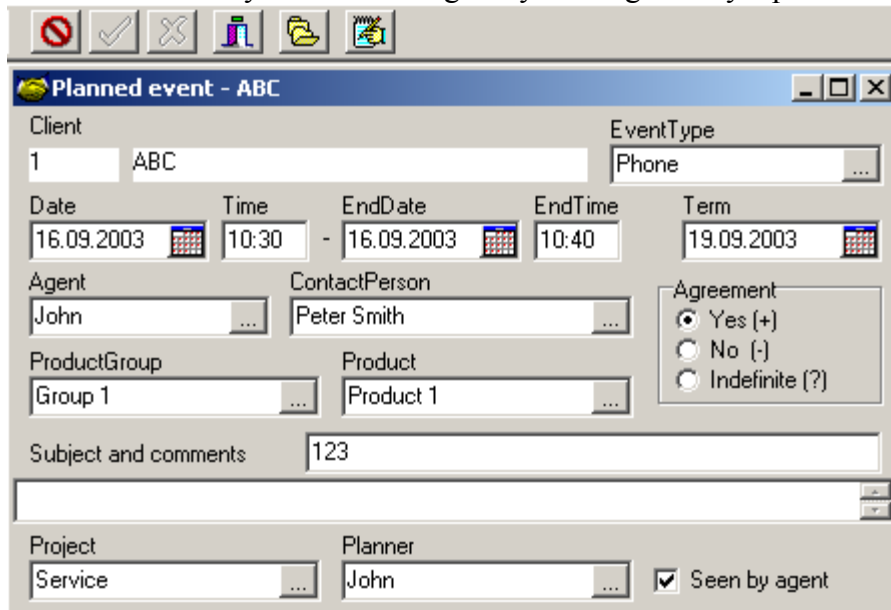 Planned event - ABC
Client EventType
1 ABC Phone ...
Date Time EndDate EndTime Term
16.09.2003 10:30 - 16.09.2003 10:40 19.09.2003
Agent ContactPerson Agreement
John ... Peter Smith ... Yes (+)
No (-)
ProductGroup Product Indefinite (?)
Group 1 ... Product 1 ...
Subject and comments 123
Project Planner
Service ... John ... Seen by agent